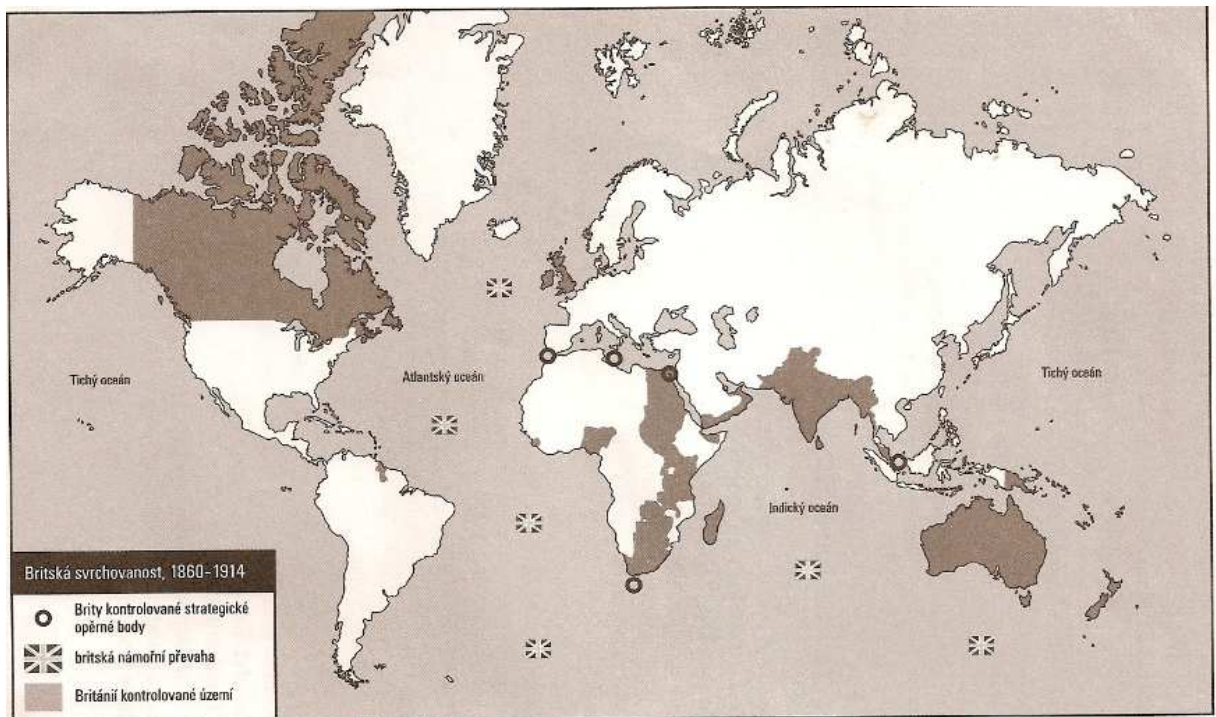 Tichý oceán
Atlantský oceán
Tichý oceán
Indický oceán
Britská svrchovanost, 1860–1914
Brity kontrolované strategické
opěrné body
britská námořní převaha
Británií kontrolované území